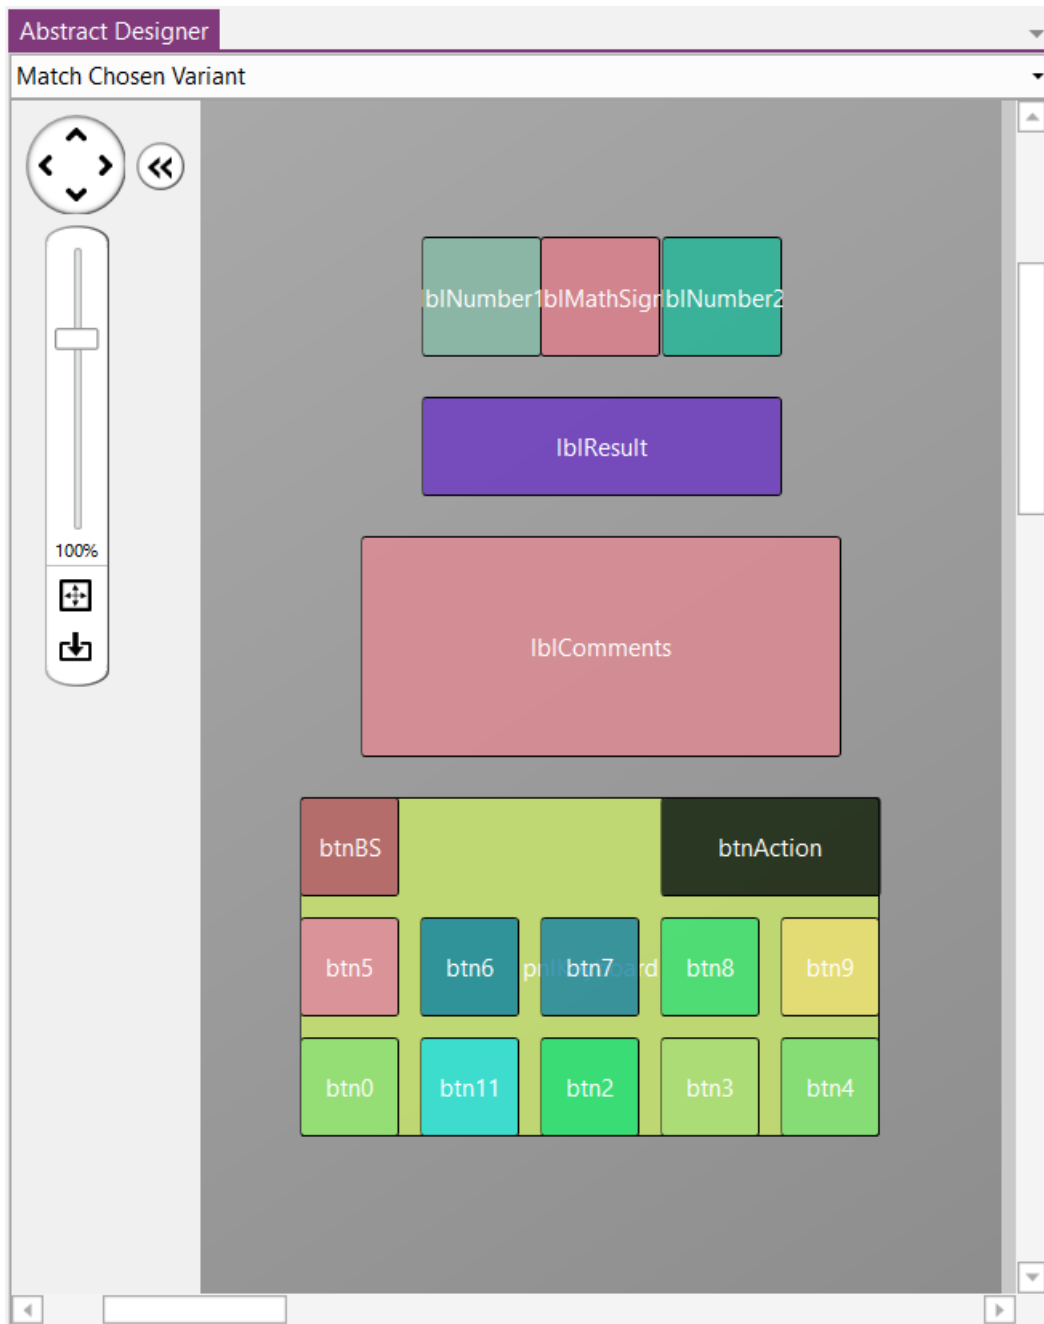 Abstract Designer
Match Chosen Variant
lblNumber1 lblMathSign lblNumber2
lblResult
100%
lblComments
btnBS btnAction
btn5 btn6 btn7 btn8 btn9
btn0 btn11 btn2 btn3 btn4